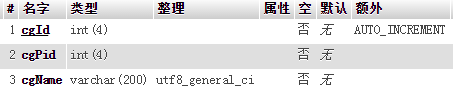 # 名字 类型 整理 属性 空 默认 额外
1 cgId int(4) 否 无 AUTO_INCREMENT
2 cgPid int(4) 否 无
3 cgName varchar(200) utf8_general_ci 否 无